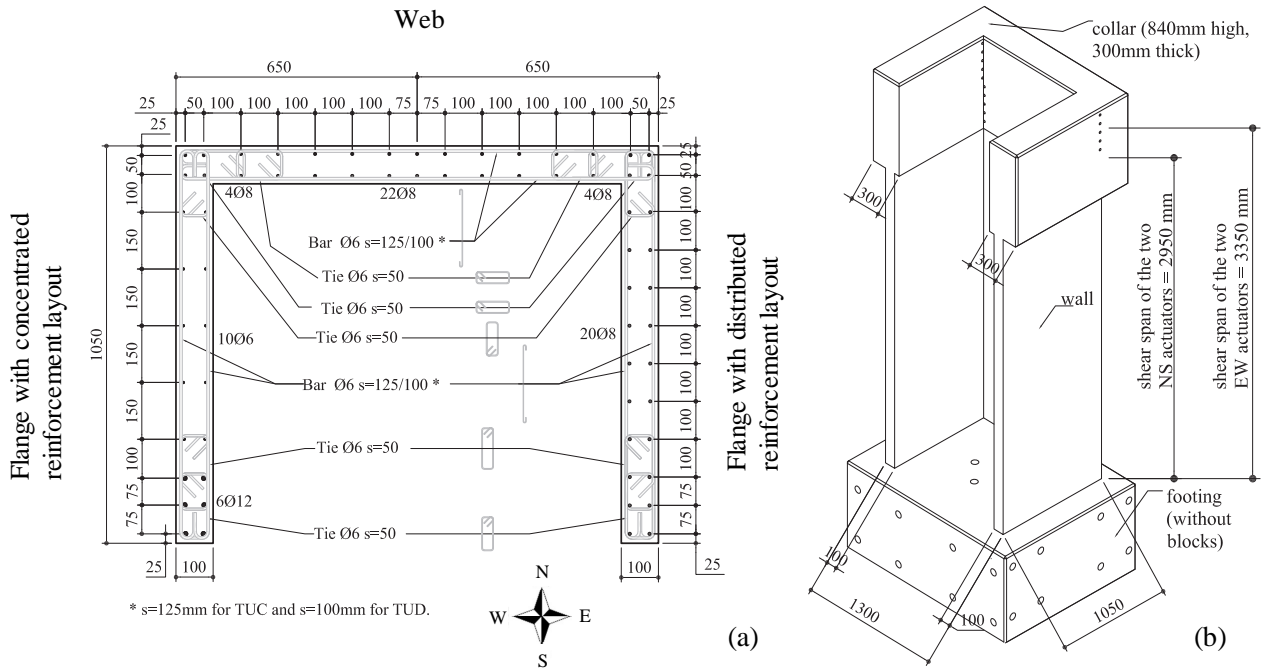 Web
650 650
25 50 100 100 100 100 100 75 75 100 100 100 100 100 50 25
25
50
100
150
150
150
150
100
75
75
25
1050
100
Flange with concentrated
reinforcement layout
4Ø8 22Ø8 4Ø8
Bar Ø6 s=125/100 *
Tie Ø6 s=50
Tie Ø6 s=50
Tie Ø6 s=50
10Ø6 20Ø8
Bar Ø6 s=125/100 *
Tie Ø6 s=50
6Ø12
Tie Ø6 s=50
25
50
100
100
100
100
100
100
100
100
75
75
25
100
Flange with distributed
reinforcement layout
* s=125mm for TUC and s=100mm for TUD.
N
W E
S
(a)
collar (840mm high,
300mm thick)
300
300
wall
shear span of the two
NS actuators = 2950 mm
shear span of the two
EW actuators = 3350 mm
footing
(without
blocks)
100
1300
100
1050
(b)